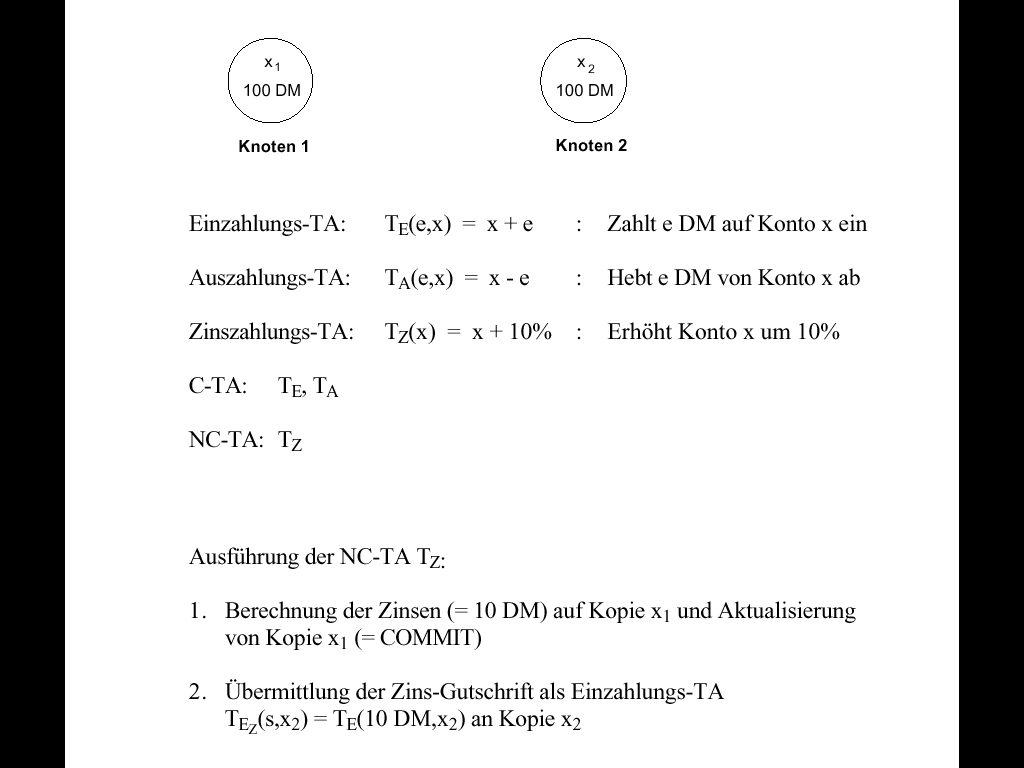 x1 x2
100 DM 100 DM
Knoten 1 Knoten 2
Einzahlungs-TA: TE(e,x) = x + e : Zahlt e DM auf Konto x ein
Auszahlungs-TA: TA(e,x) = x - e : Hebt e DM von Konto x ab
Zinszahlungs-TA: TZ(x) = x + 10% : Erhöht Konto x um 10%
C-TA: TE, TA
NC-TA: TZ
Ausführung der NC-TA TZ:
1. Berechnung der Zinsen (= 10 DM) auf Kopie x1 und Aktualisierung
von Kopie x1 (= COMMIT)
2. Übermittlung der Zins-Gutschrift als Einzahlungs-TA
TEZ(s,x2) = TE(10 DM,x2) an Kopie x2